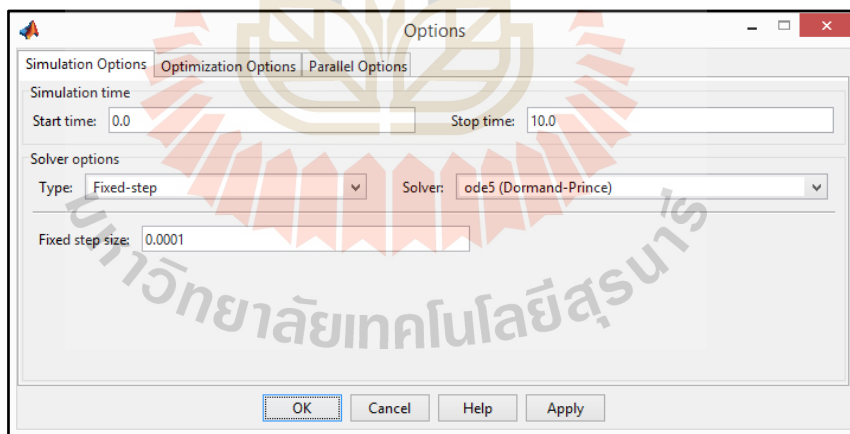 Options
Simulation Options Optimization Options Parallel Options
Simulation time
Start time: 0.0 Stop time: 10.0
Solver options
Type: Fixed-step Solver: ode5 (Dormand-Prince)
Fixed step size: 0.0001
มหาวิทยาลัยเทคโนโลยีสุรนารี
OK Cancel Help Apply